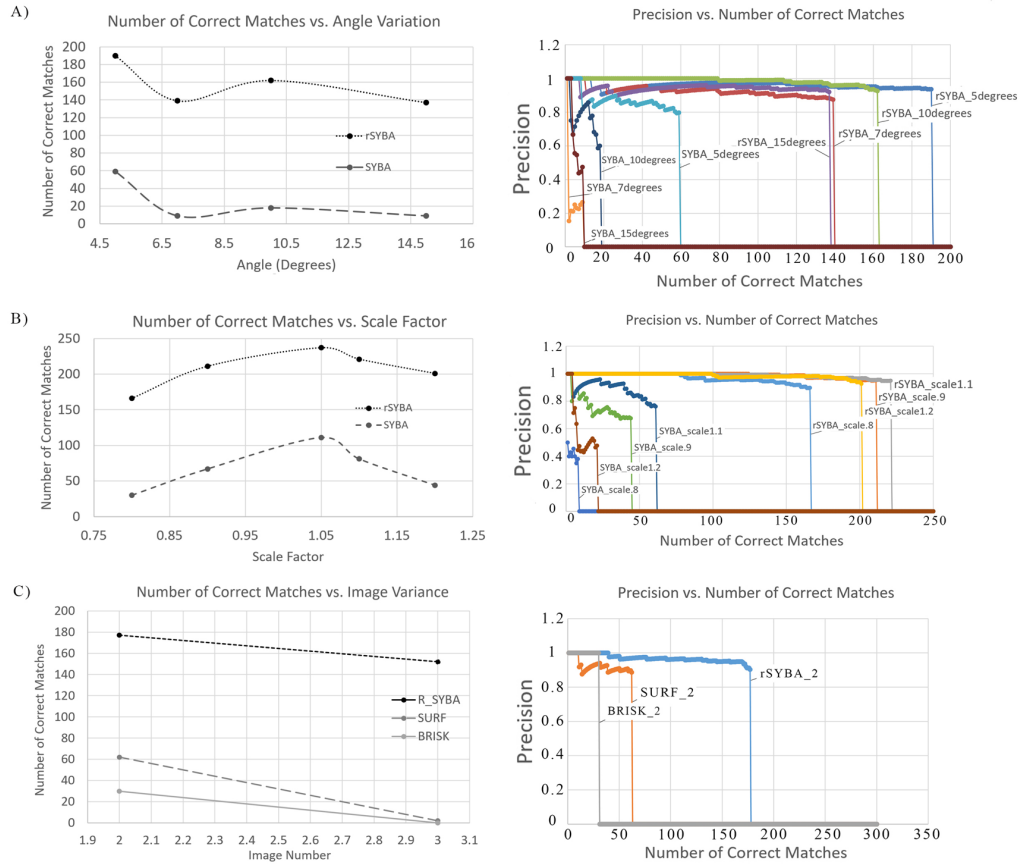 A)
Number of Correct Matches vs. Angle Variation
Number of Correct Matches
200
180
160
140
120
100
80
60
40
20
0
rSYBA
SYBA
4.5 6.5 8.5 10.5 12.5 14.5 16
Angle (Degrees)
Precision vs. Number of Correct Matches
Precision
1.2
1
0.8
0.6
0.4
0.2
0
rSYBA_5degrees
rSYBA_10degrees
rSYBA_7degrees
rSYBA_15degrees
SYBA_5degrees
SYBA_10degrees
SYBA_7degrees
SYBA_15degrees
0 20 40 60 80 100 120 140 160 180 200
Number of Correct Matches
B)
Number of Correct Matches vs. Scale Factor
Number of Correct Matches
250
200
150
100
50
0
rSYBA
SYBA
0.75 0.85 0.95 1.05 1.15 1.25
Scale Factor
Precision vs. Number of Correct Matches
Precision
1.2
1
0.8
0.6
0.4
0.2
0
rSYBA_scale1.1
rSYBA_scale.9
rSYBA_scale1.2
rSYBA_scale.8
SYBA_scale1.1
SYBA_scale.9
SYBA_scale1.2
SYBA_scale.8
0 50 100 150 200 250
Number of Correct Matches
C)
Number of Correct Matches vs. Image Variance
Number of Correct Matches
200
180
160
140
120
100
80
60
40
20
0
R_SYBA
SURF
BRISK
1.9 2 2.1 2.2 2.3 2.4 2.5 2.6 2.7 2.8 2.9 3 3.1
Image Number
Precision vs. Number of Correct Matches
Precision
1.2
1
0.8
0.6
0.4
0.2
0
rSYBA_2
SURF_2
BRISK_2
0 50 100 150 200 250 300 350
Number of Correct Matches